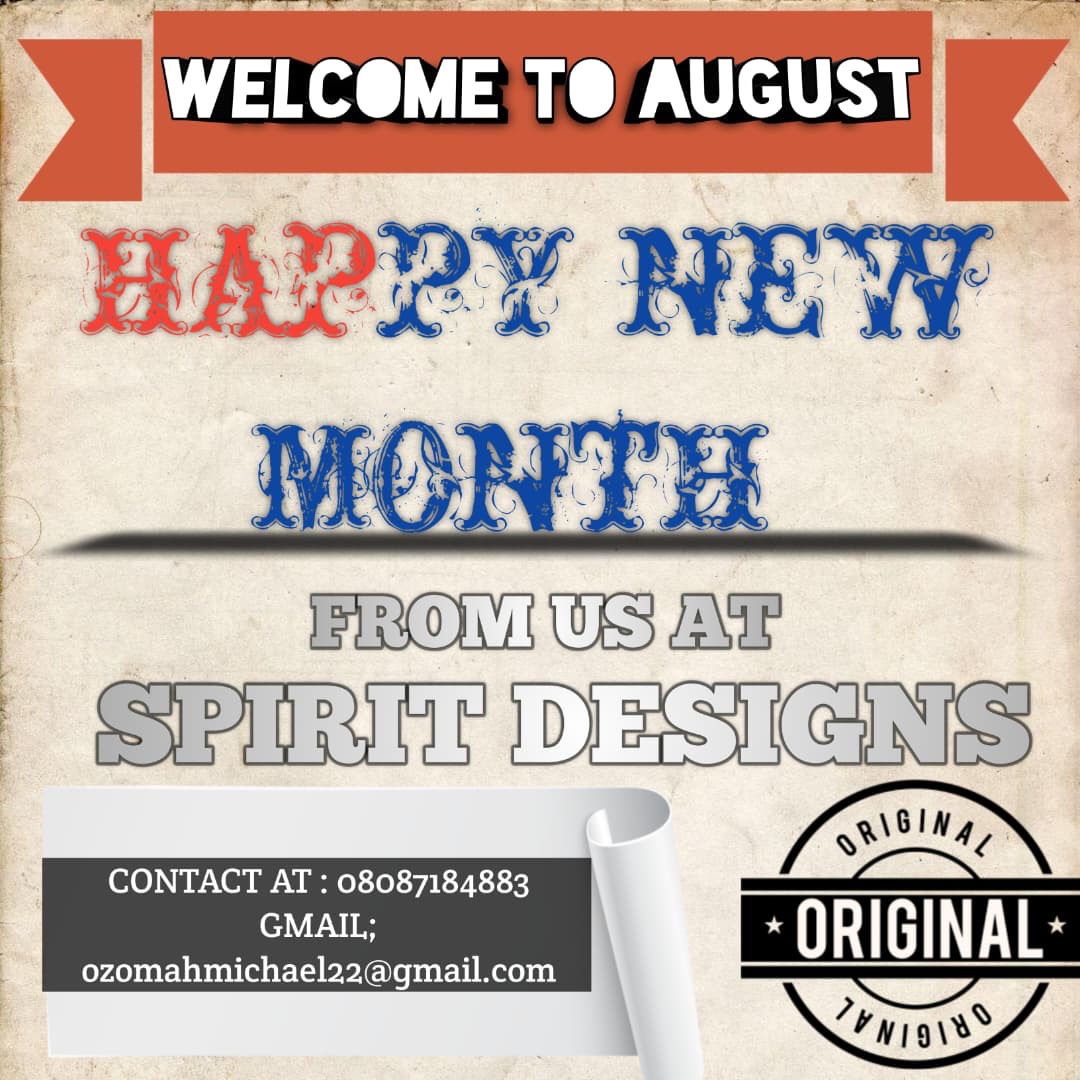 WELCOME TO AUGUST
HAPPY NEW
MONTH
FROM US AT
SPIRIT DESIGNS
CONTACT AT : 08087184883
GMAIL;
ozomahmichael22@gmail.com
ORIGINAL
★ ORIGINAL ★
ORIGINAL ORIGINAL